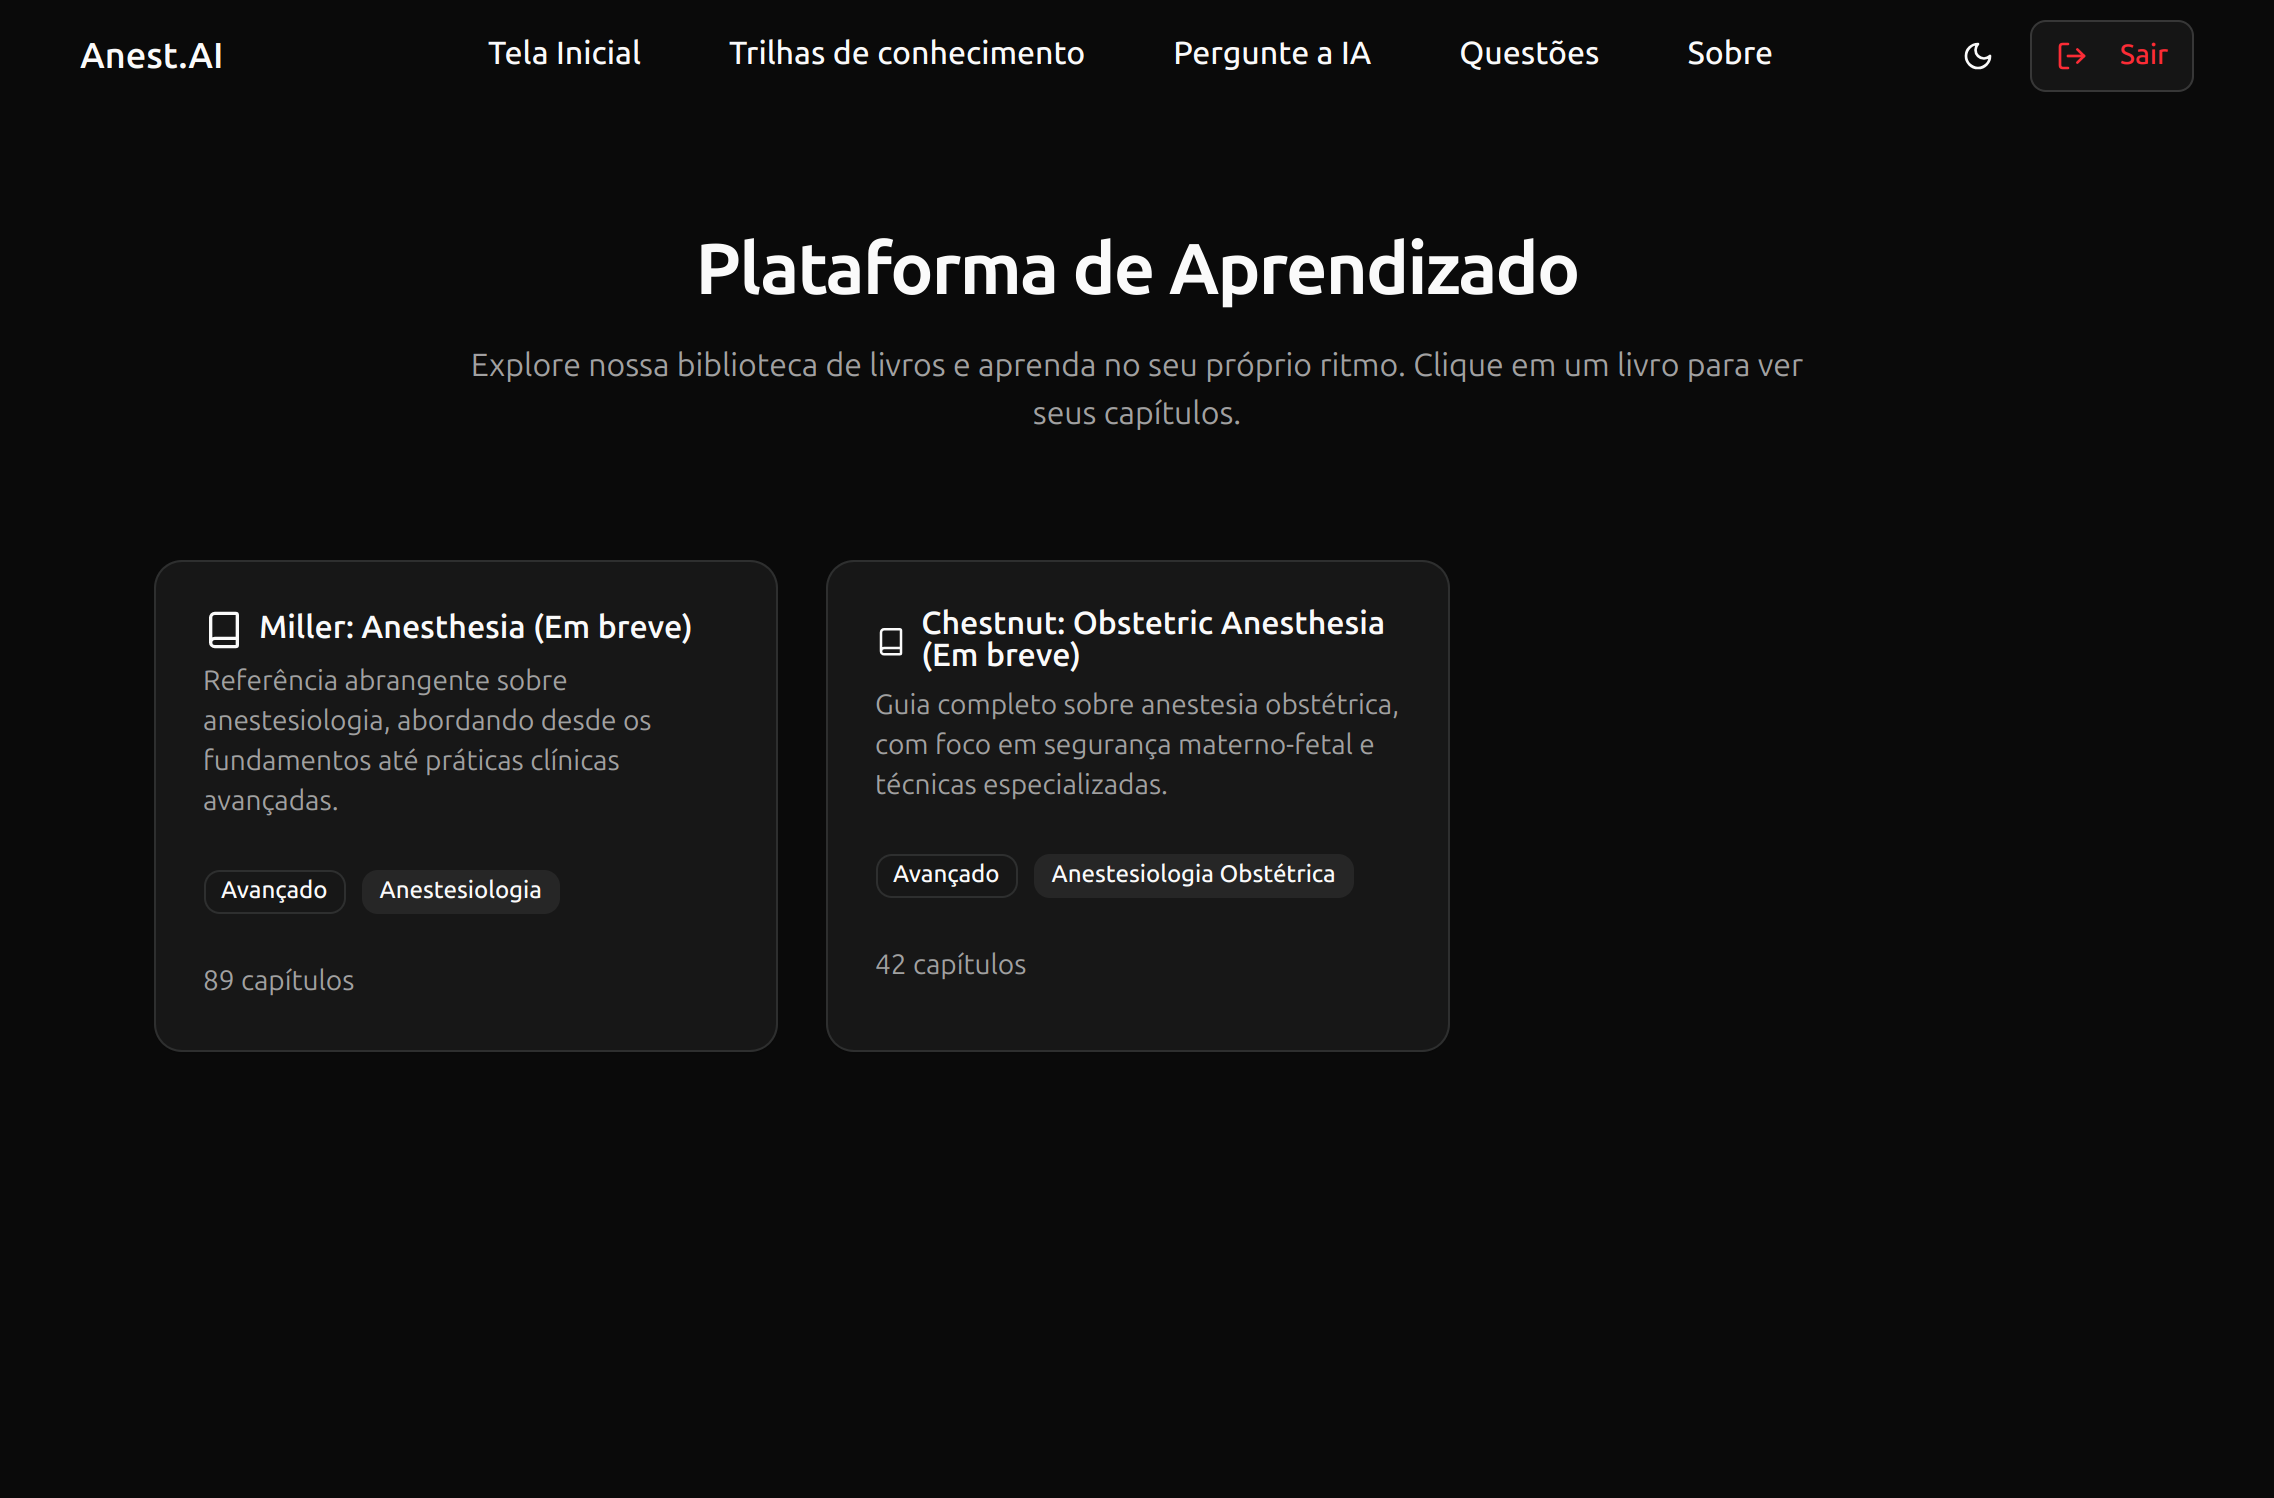 Anest.AI
Tela Inicial
Trilhas de conhecimento
Pergunte a IA
Questões
Sobre
Sair
Plataforma de Aprendizado
Explore nossa biblioteca de livros e aprenda no seu próprio ritmo. Clique em um livro para ver
seus capítulos.
Miller: Anesthesia (Em breve)
Referência abrangente sobre
anestesiologia, abordando desde os
fundamentos até práticas clínicas
avançadas.
Avançado
Anestesiologia
89 capítulos
Chestnut: Obstetric Anesthesia
(Em breve)
Guia completo sobre anestesia obstétrica,
com foco em segurança materno-fetal e
técnicas especializadas.
Avançado
Anestesiologia Obstétrica
42 capítulos